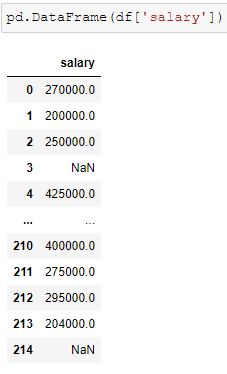 pd.DataFrame(df['salary'])
salary
0 270000.0
1 200000.0
2 250000.0
3 NaN
4 425000.0
... ...
210 400000.0
211 275000.0
212 295000.0
213 204000.0
214 NaN